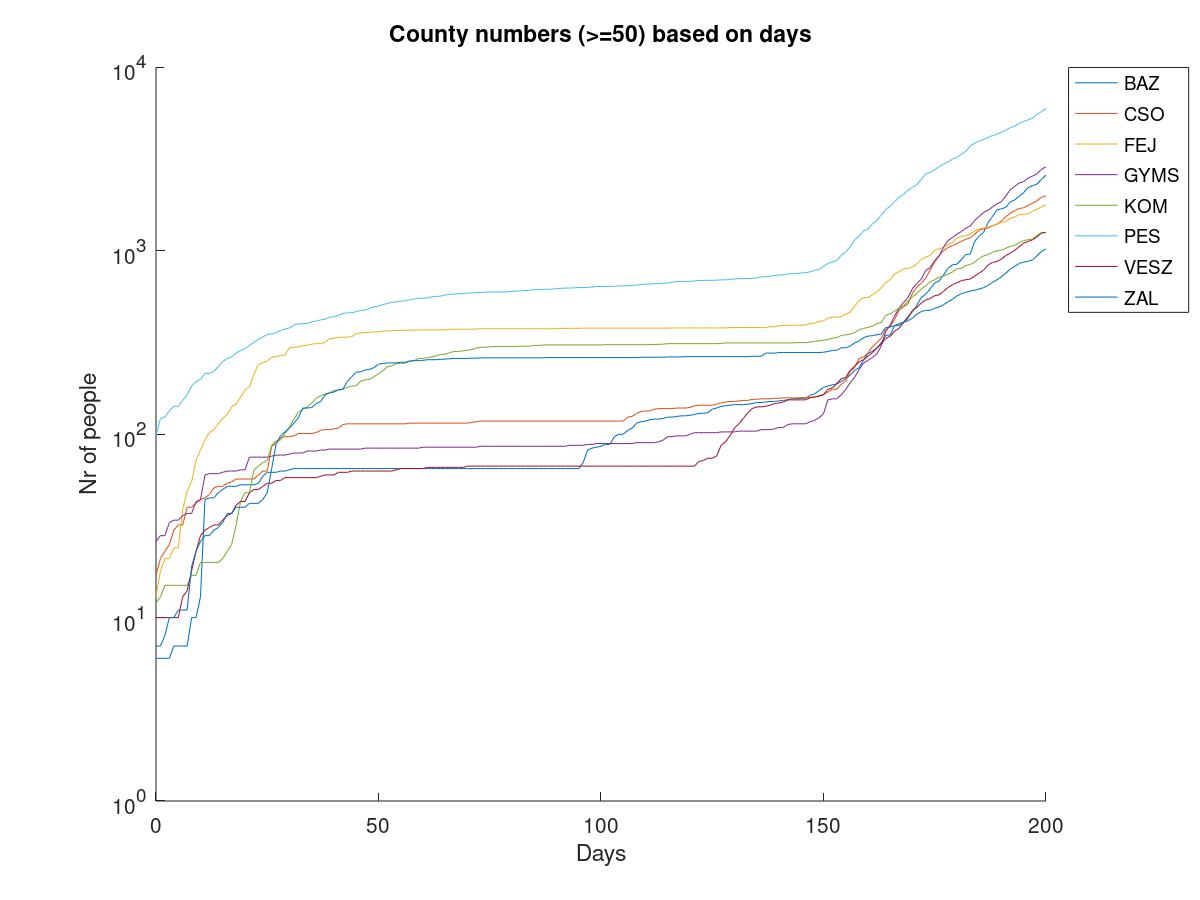 County numbers (>=50) based on days
10^4
10^3
10^2
10^1
10^0
Nr of people
0 50 100 150 200
Days
BAZ
CSO
FEJ
GYMS
KOM
PES
VESZ
ZAL